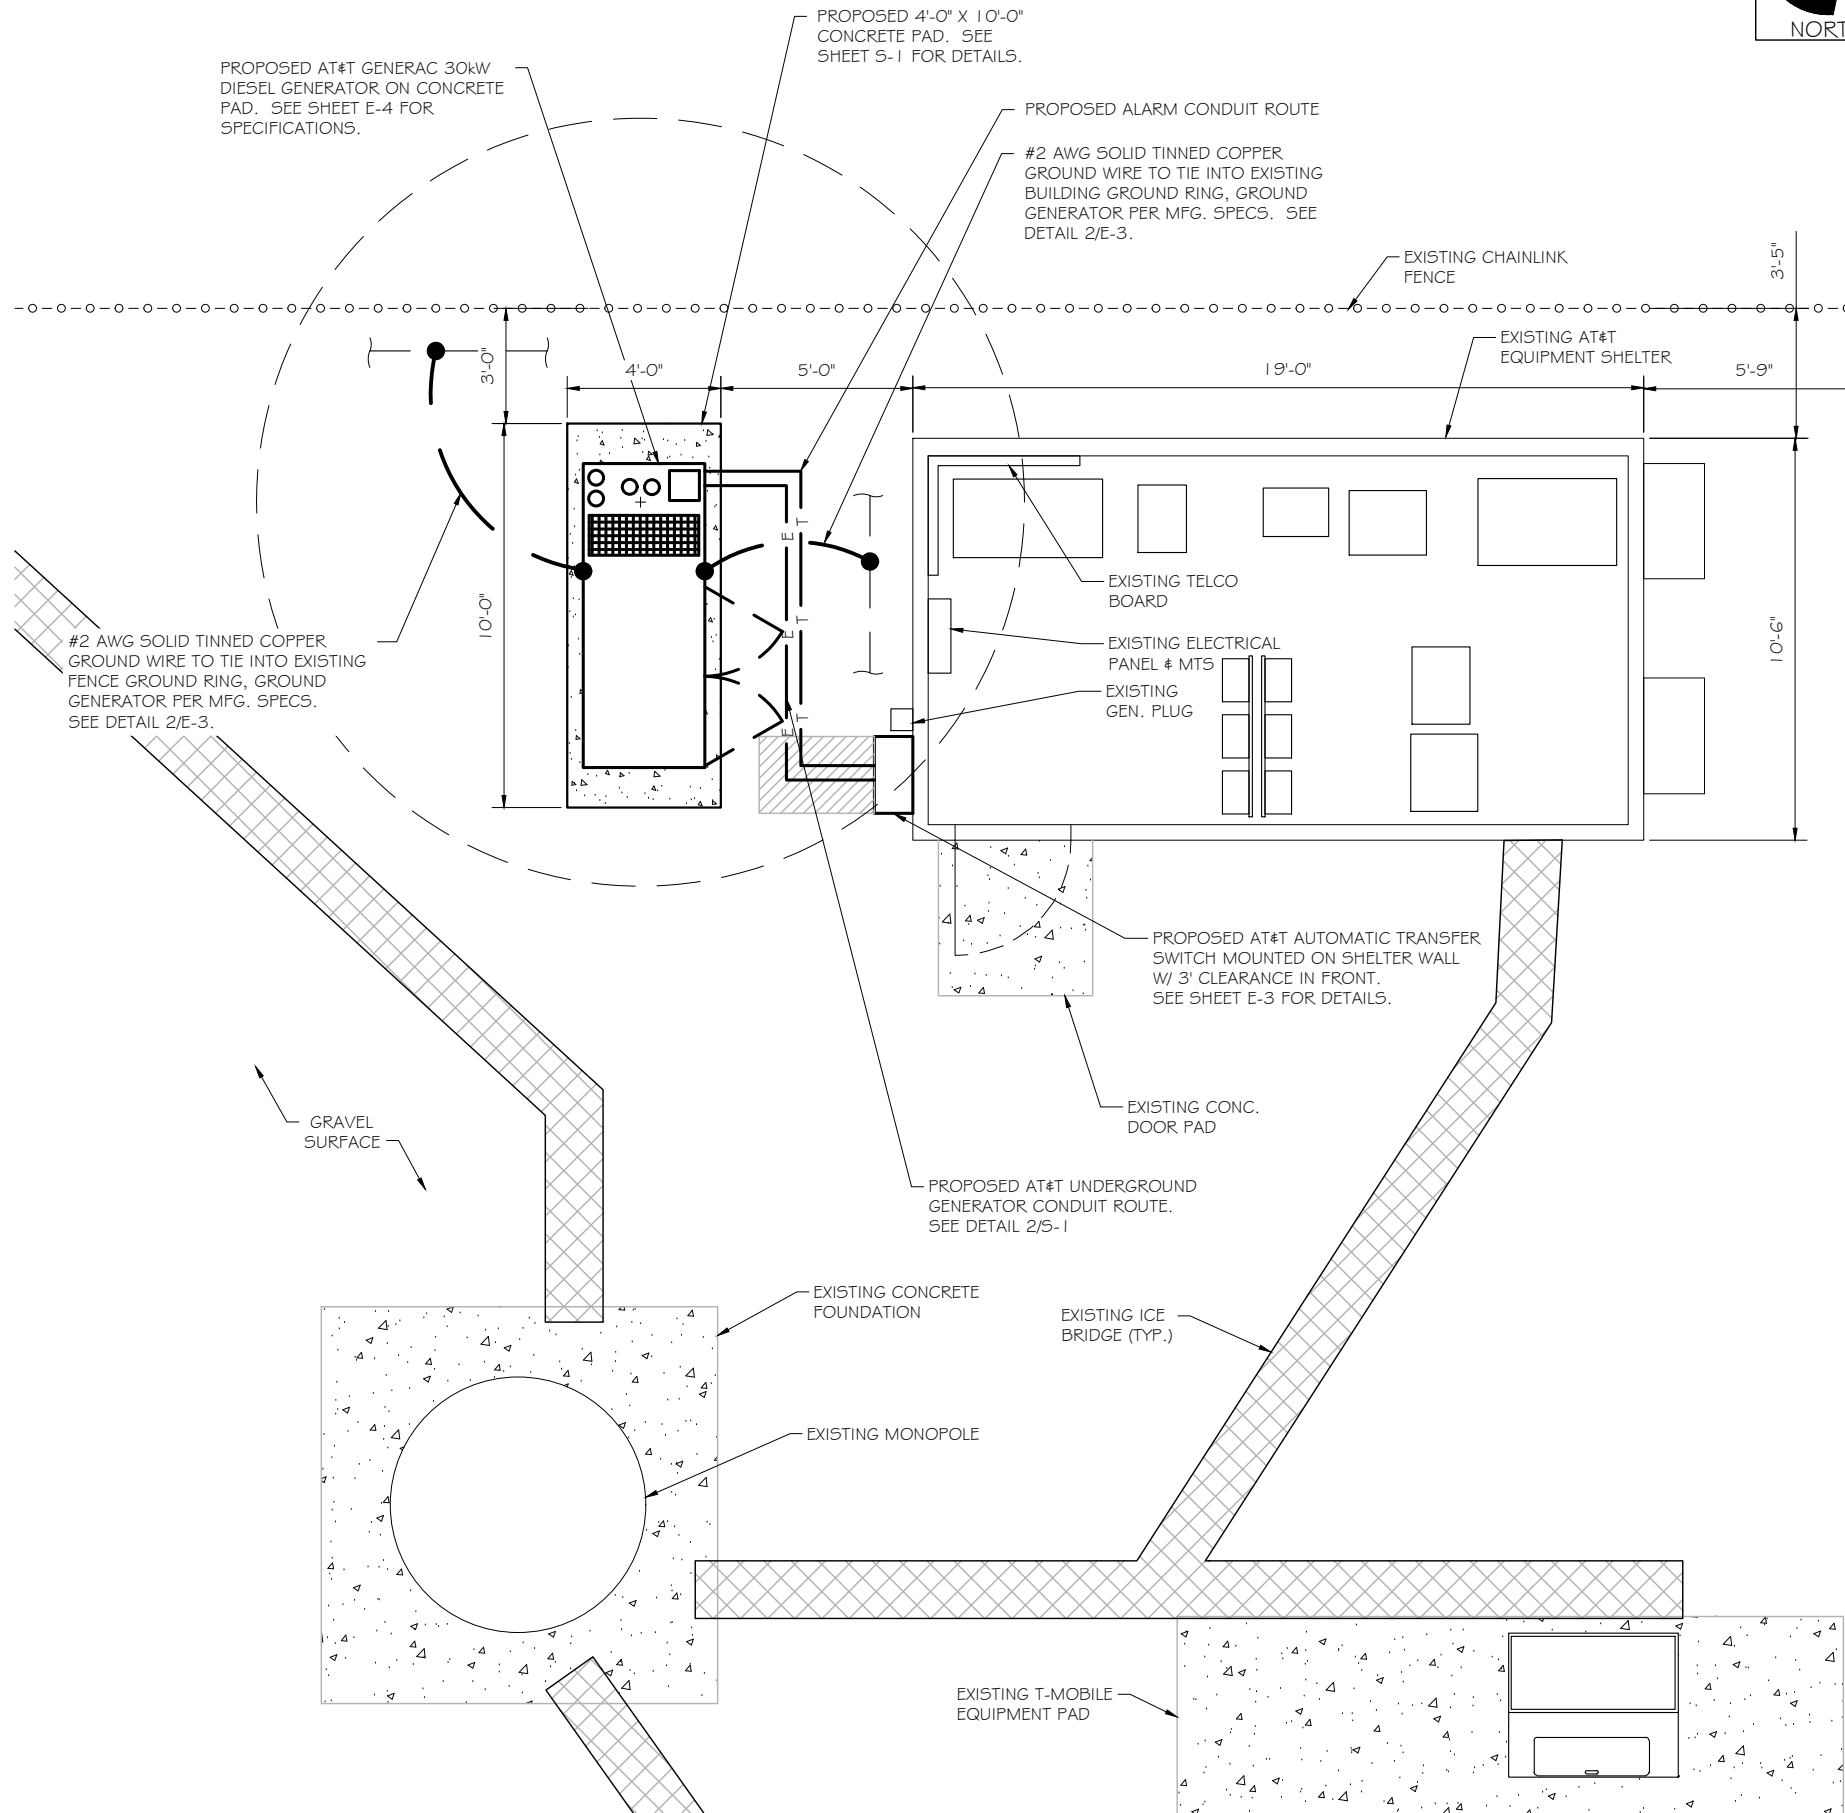 PROPOSED 4'-0" X 10'-0"
CONCRETE PAD. SEE
SHEET S-1 FOR DETAILS.
PROPOSED AT&T GENERAC 30kW
DIESEL GENERATOR ON CONCRETE
PAD. SEE SHEET E-4 FOR
SPECIFICATIONS.
PROPOSED ALARM CONDUIT ROUTE
#2 AWG SOLID TINNED COPPER
GROUND WIRE TO TIE INTO EXISTING
BUILDING GROUND RING, GROUND
GENERATOR PER MFG. SPECS. SEE
DETAIL 2/E-3.
EXISTING CHAINLINK
FENCE
3'-5"
EXISTING AT&T
EQUIPMENT SHELTER
3'-0"
4'-0"
5'-0"
19'-0"
5'-9"
E T
EXISTING TELCO
BOARD
10'-0"
E T
10'-6"
#2 AWG SOLID TINNED COPPER
GROUND WIRE TO TIE INTO EXISTING
FENCE GROUND RING, GROUND
GENERATOR PER MFG. SPECS.
SEE DETAIL 2/E-3.
EXISTING ELECTRICAL
PANEL & MTS
EXISTING
GEN. PLUG
E T
PROPOSED AT&T AUTOMATIC TRANSFER
SWITCH MOUNTED ON SHELTER WALL
W/ 3' CLEARANCE IN FRONT.
SEE SHEET E-3 FOR DETAILS.
EXISTING CONC.
DOOR PAD
GRAVEL
SURFACE
PROPOSED AT&T UNDERGROUND
GENERATOR CONDUIT ROUTE.
SEE DETAIL 2/S-1
EXISTING CONCRETE
FOUNDATION
EXISTING ICE
BRIDGE (TYP.)
EXISTING MONOPOLE
EXISTING T-MOBILE
EQUIPMENT PAD